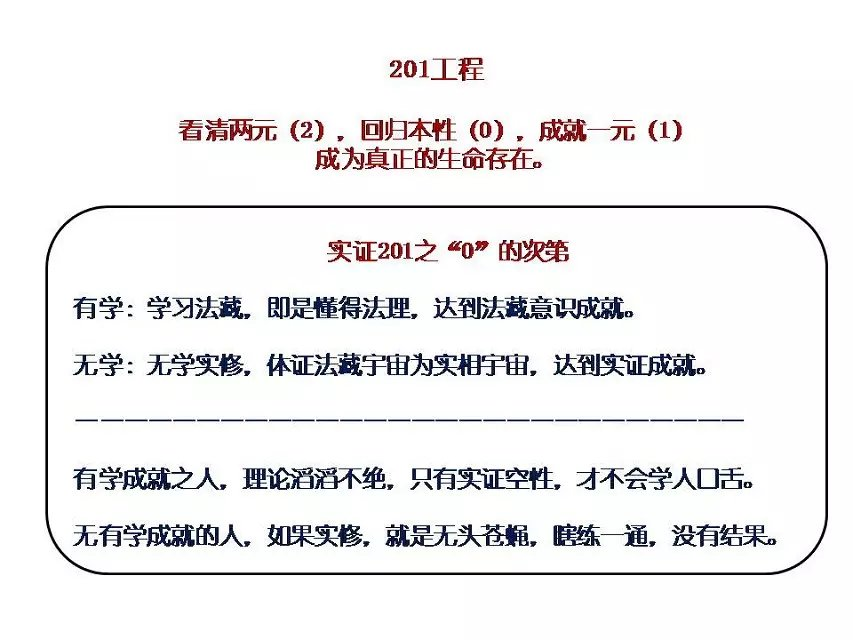 201工程
看清两元（2），回归本性（0），成就一元（1）
成为真正的生命存在。
实证201之“0”的次第
有学：学习法藏，即是懂得法理，达到法藏意识成就。
无学：无学实修，体证法藏宇宙为实相宇宙，达到实证成就。
————————————————————————————
有学成就之人，理论滔滔不绝，只有实证空性，才不会学人口舌。
无有学成就的人，如果实修，就是无头苍蝇，瞎练一通，没有结果。